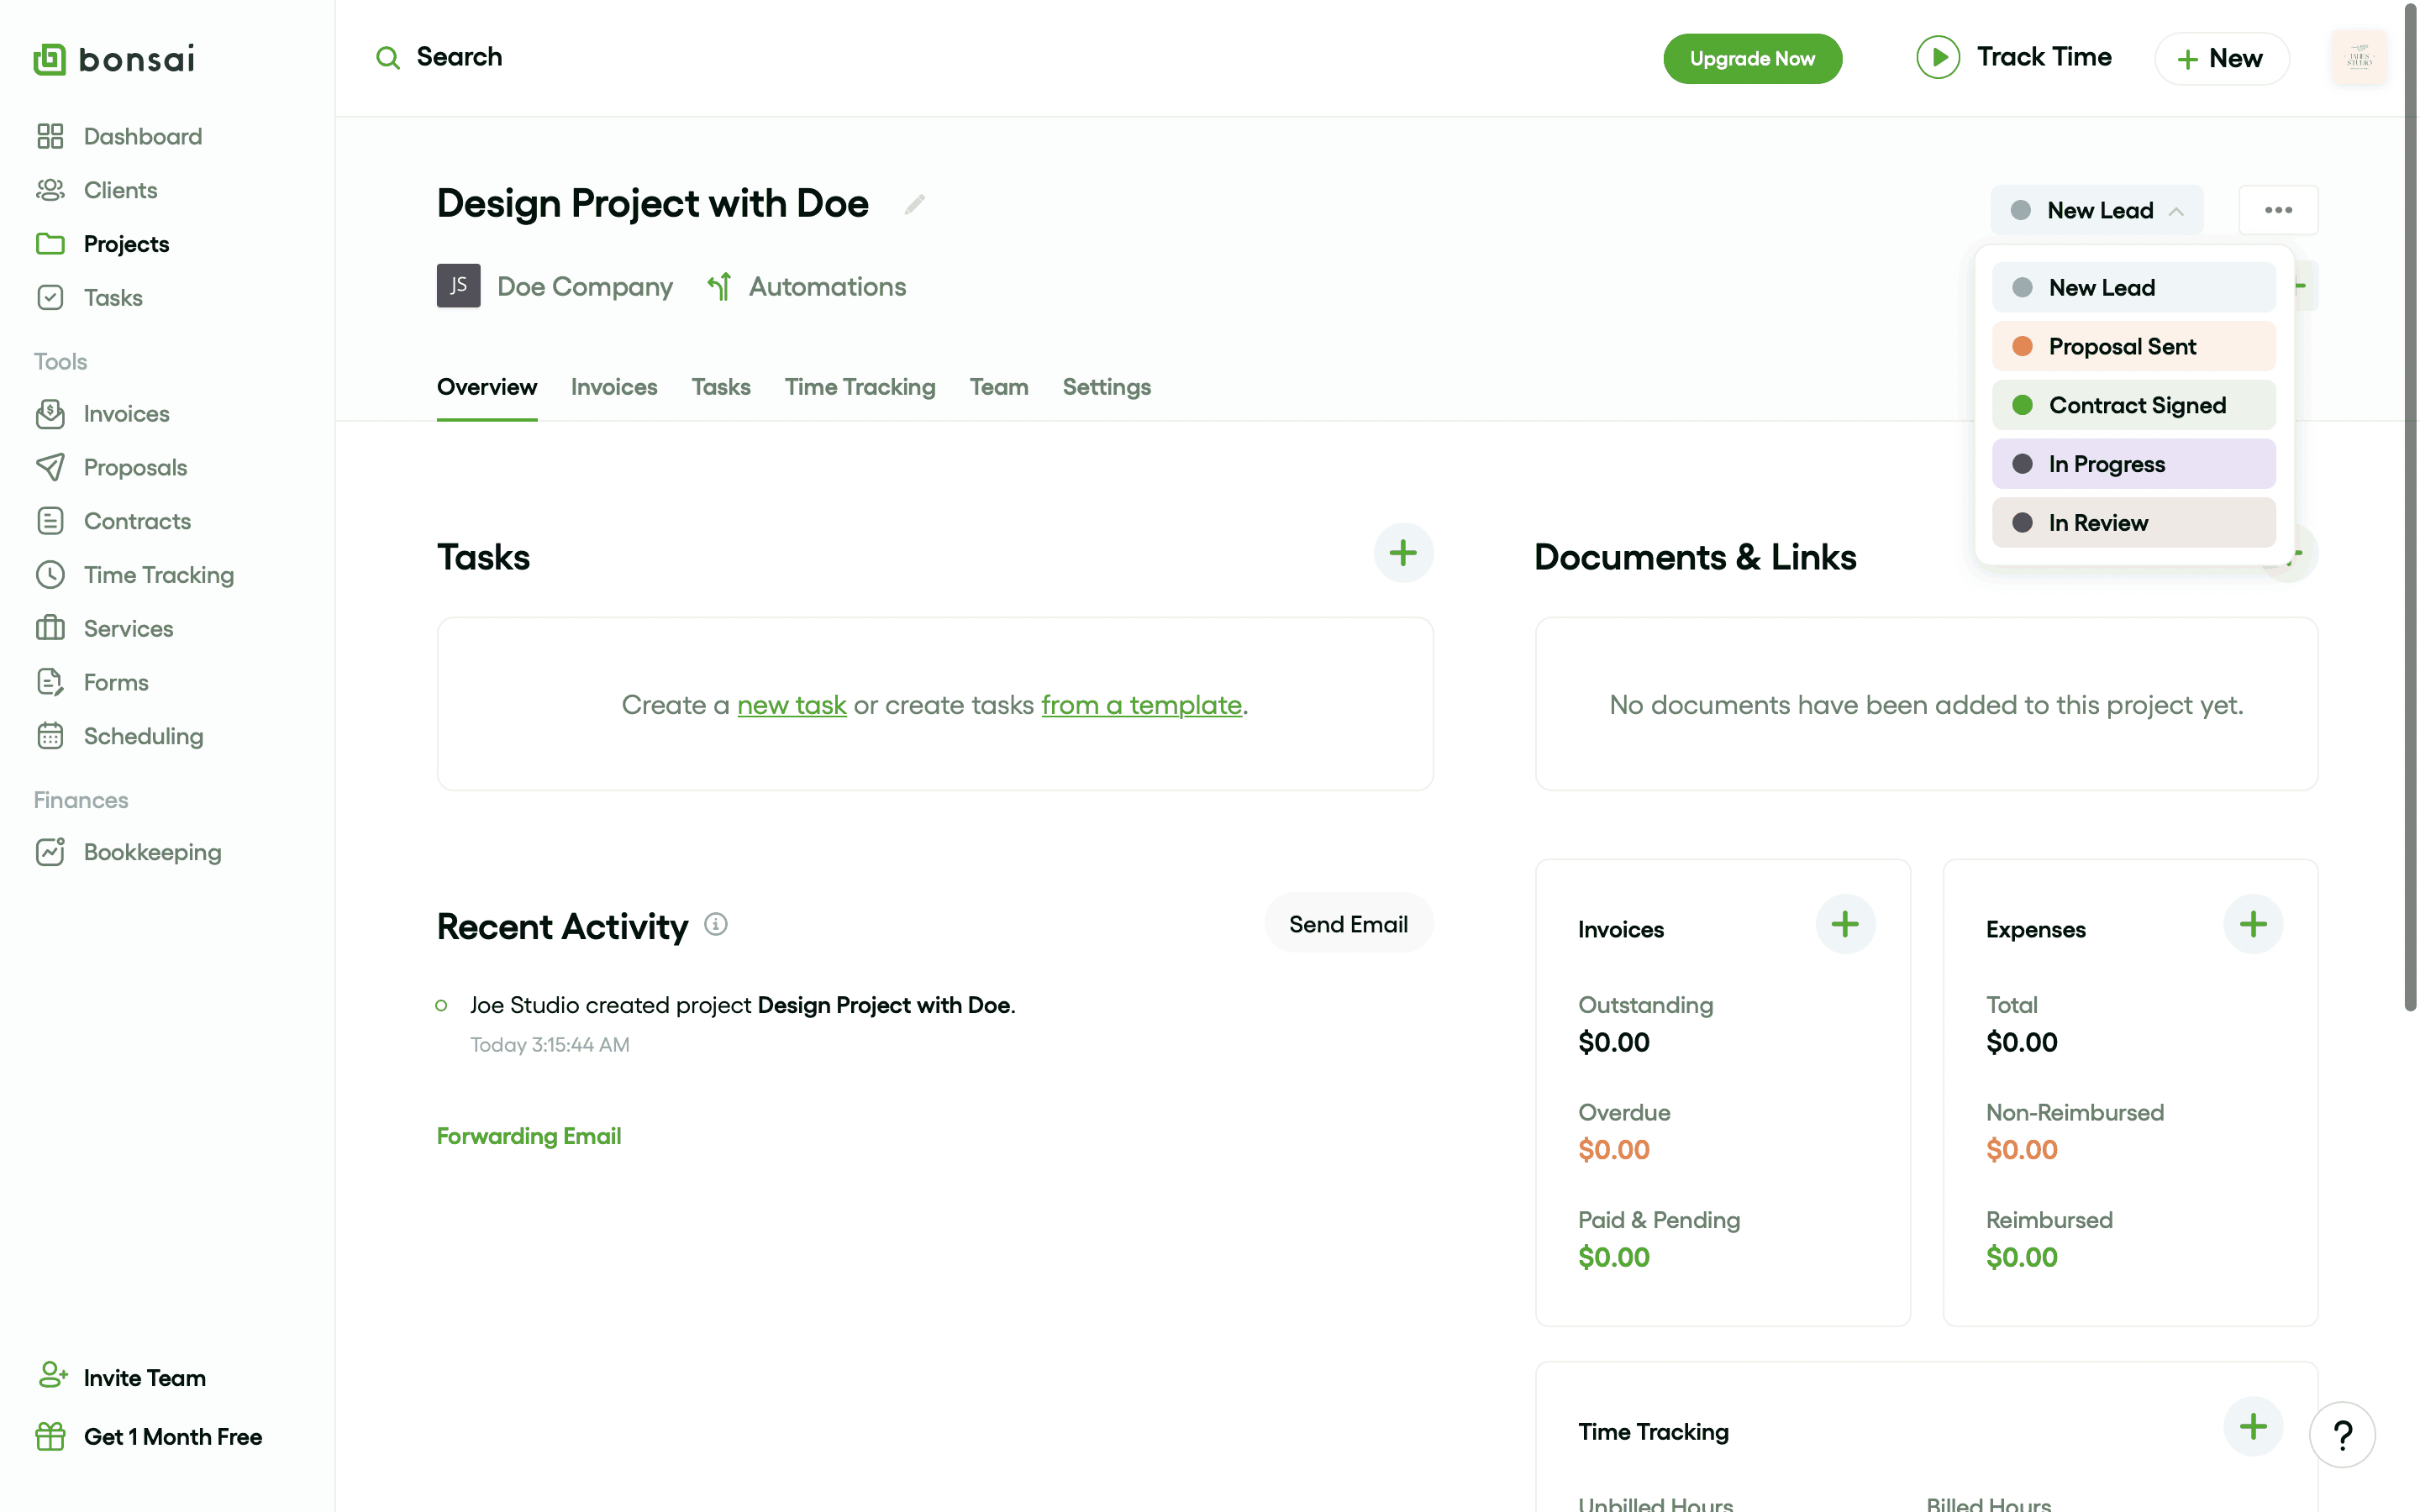 bonsai
Search
Upgrade Now
Track Time
New
Dashboard
Clients
Projects
Tasks
Tools
Invoices
Proposals
Contracts
Time Tracking
Services
Forms
Scheduling
Finances
Bookkeeping
Invite Team
Get 1 Month Free
Design Project with Doe
New Lead
JS Doe Company Automations
New Lead
Proposal Sent
Contract Signed
In Progress
In Review
Overview Invoices Tasks Time Tracking Team Settings
Tasks
Create a new task or create tasks from a template.
Documents & Links
No documents have been added to this project yet.
Recent Activity
Send Email
Joe Studio created project Design Project with Doe.
Today 3:15:44 AM
Forwarding Email
Invoices
Outstanding
$0.00
Overdue
$0.00
Paid & Pending
$0.00
Expenses
Total
$0.00
Non-Reimbursed
$0.00
Reimbursed
$0.00
Time Tracking
Unbilled Hours
Billed Hours
?